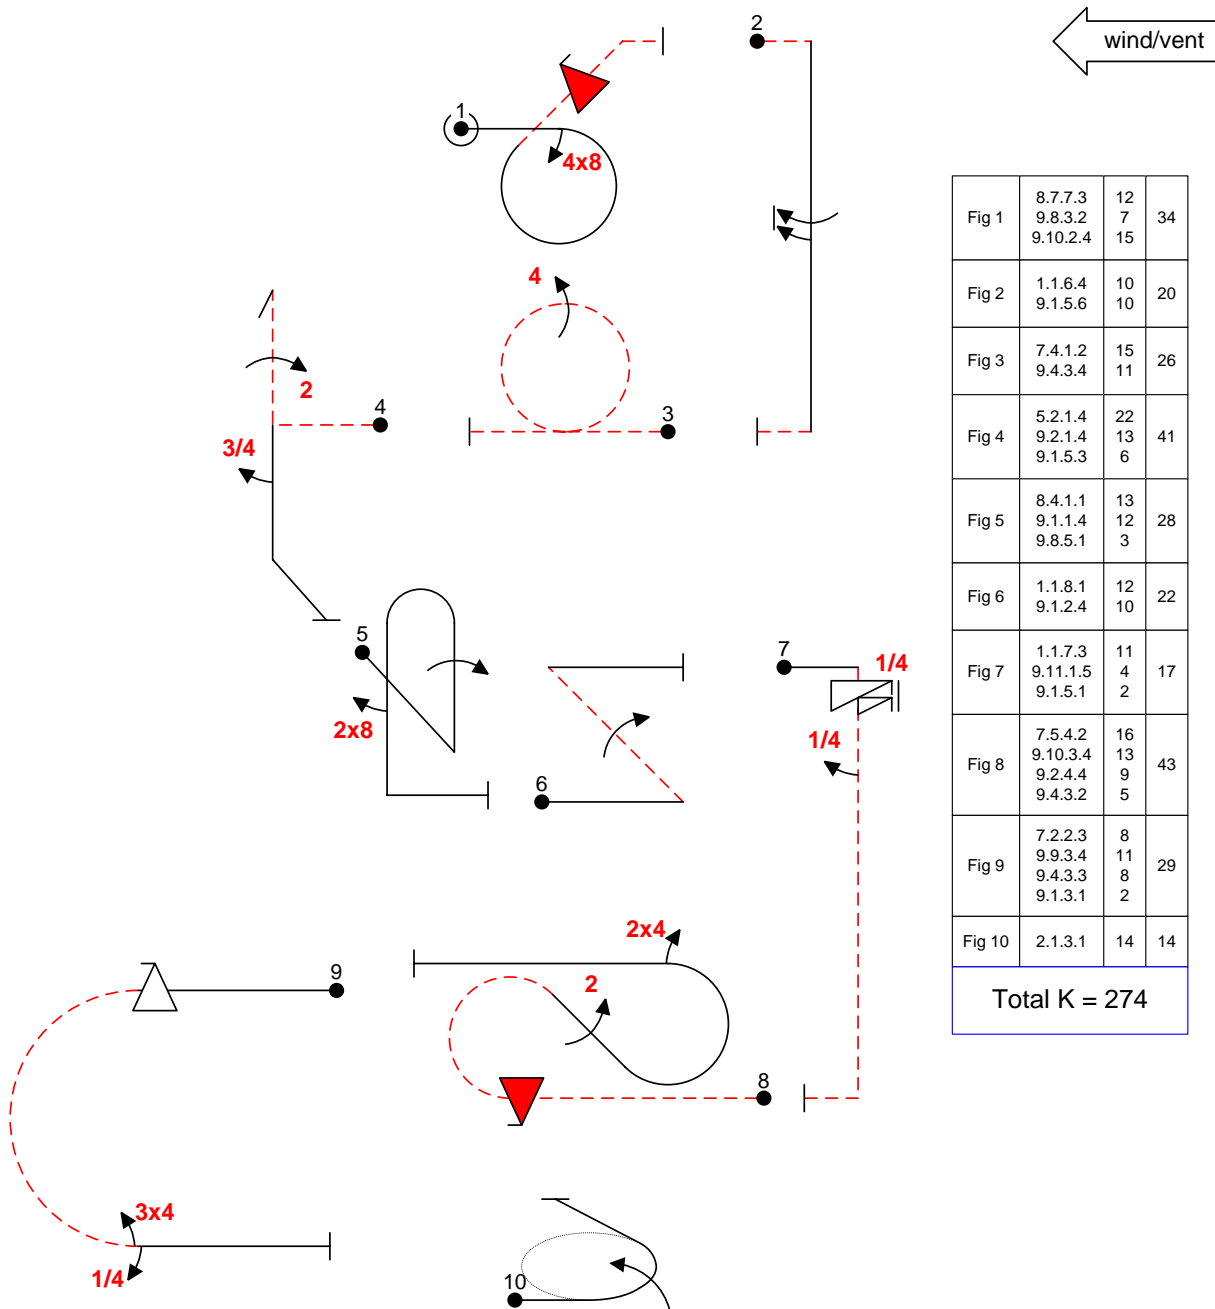 2
wind/vent
1
4x8
4
2
4
3
3/4
5
2x8
6
7
1/4
1/4
2x4
2
8
9
3x4
1/4
10
Fig 1 8.7.7.3 12 34
9.8.3.2 7
9.10.2.4 15
Fig 2 1.1.6.4 10 20
9.1.5.6 10
Fig 3 7.4.1.2 15 26
9.4.3.4 11
Fig 4 5.2.1.4 22 41
9.2.1.4 13
9.1.5.3 6
Fig 5 8.4.1.1 13 28
9.1.1.4 12
9.8.5.1 3
Fig 6 1.1.8.1 12 22
9.1.2.4 10
Fig 7 1.1.7.3 11 17
9.11.1.5 4
9.1.5.1 2
Fig 8 7.5.4.2 16 43
9.10.3.4 13
9.2.4.4 9
9.4.3.2 5
Fig 9 7.2.2.3 8 29
9.9.3.4 11
9.4.3.3 8
9.1.3.1 2
Fig 10 2.1.3.1 14 14
Total K = 274